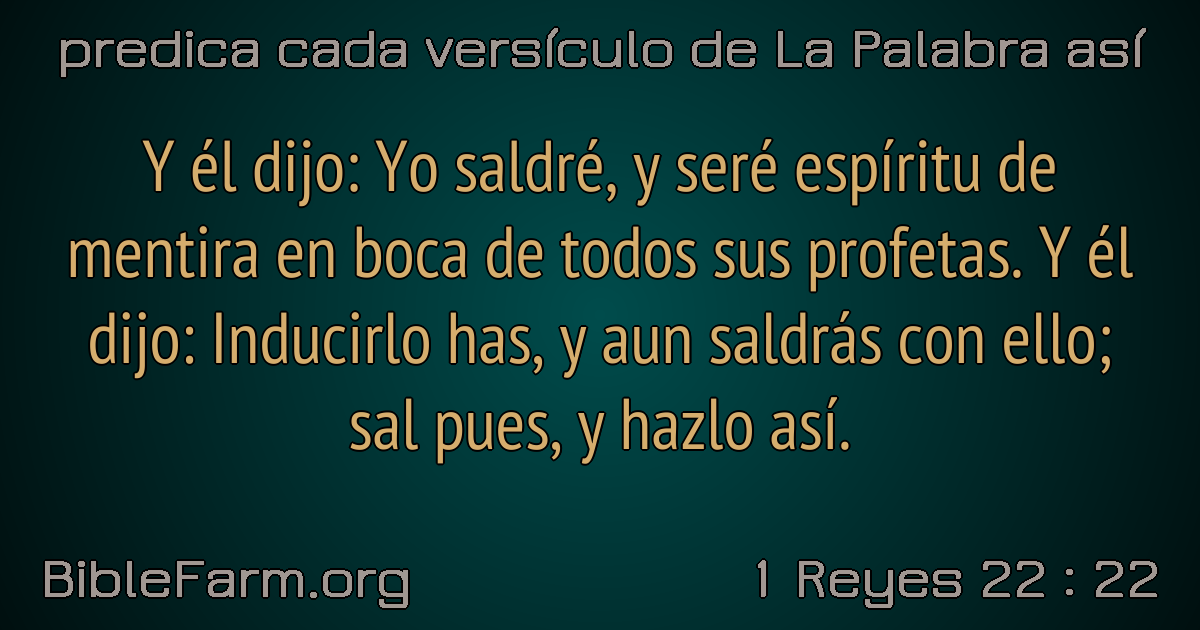 predica cada versículo de La Palabra así
Y él dijo: Yo saldré, y seré espíritu de
mentira en boca de todos sus profetas. Y él
dijo: Inducirlo has, y aun saldrás con ello;
sal pues, y hazlo así.
BibleFarm.org
1 Reyes 22 : 22